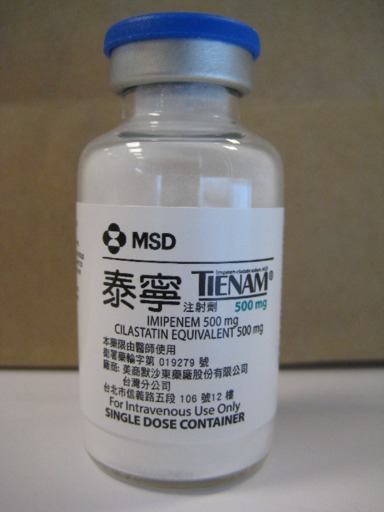 MSD
泰寧 注射劑 TIENAM® 500 mg
IMIPENEM 500 mg
CILASTATIN EQUIVALENT 500 mg
本藥限由醫師使用
衛署藥輸字第 019279 號
廠商: 美商默沙東藥廠股份有限公司
台灣分公司
台北市信義路五段 106 號12 樓
For Intravenous Use Only
SINGLE DOSE CONTAINER